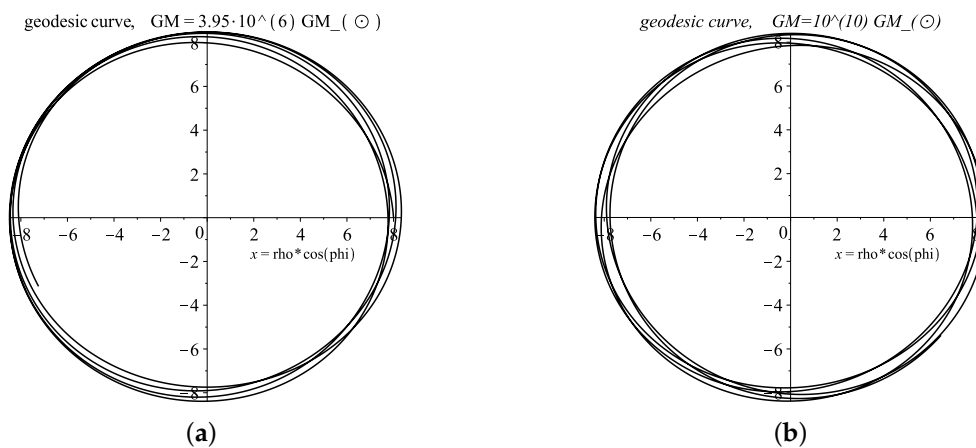 geodesic curve, GM = 3.95·10^(6) GM_(⊙)
8
6
4
2
−8 −6 −4 −2 0 2 4 6 8
x = rho*cos(phi)
−2
−4
−6
−8
(a)
geodesic curve, GM=10^(10) GM_(⊙)
8
6
4
2
−8 −6 −4 −2 0 2 4 6 8
x = rho*cos(phi)
−2
−4
−6
−8
(b)